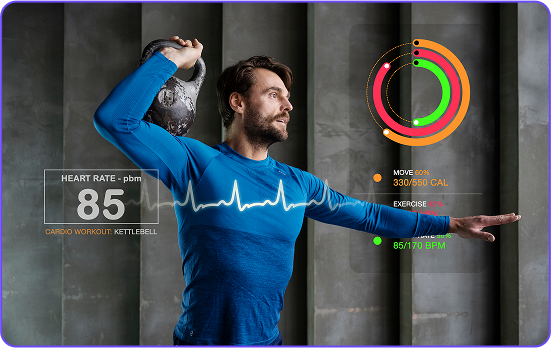 HEART RATE - pbm
85
CARDIO WORKOUT: KETTLEBELL
MOVE 60%
330/550 CAL
EXERCISE
85/170 BPM